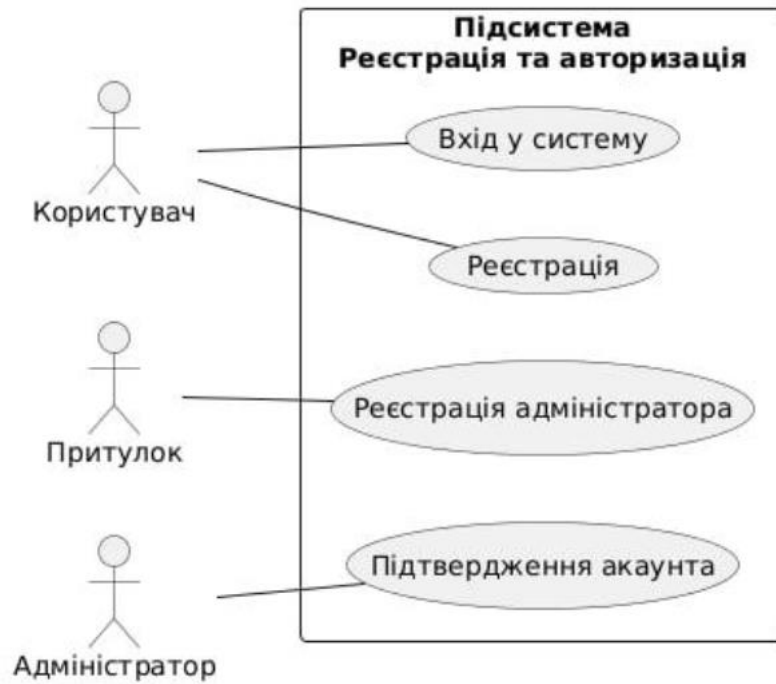 Підсистема
Реєстрація та авторизація
Вхід у систему
Користувач
Реєстрація
Реєстрація адміністратора
Притулок
Підтвердження акаунта
Адміністратор